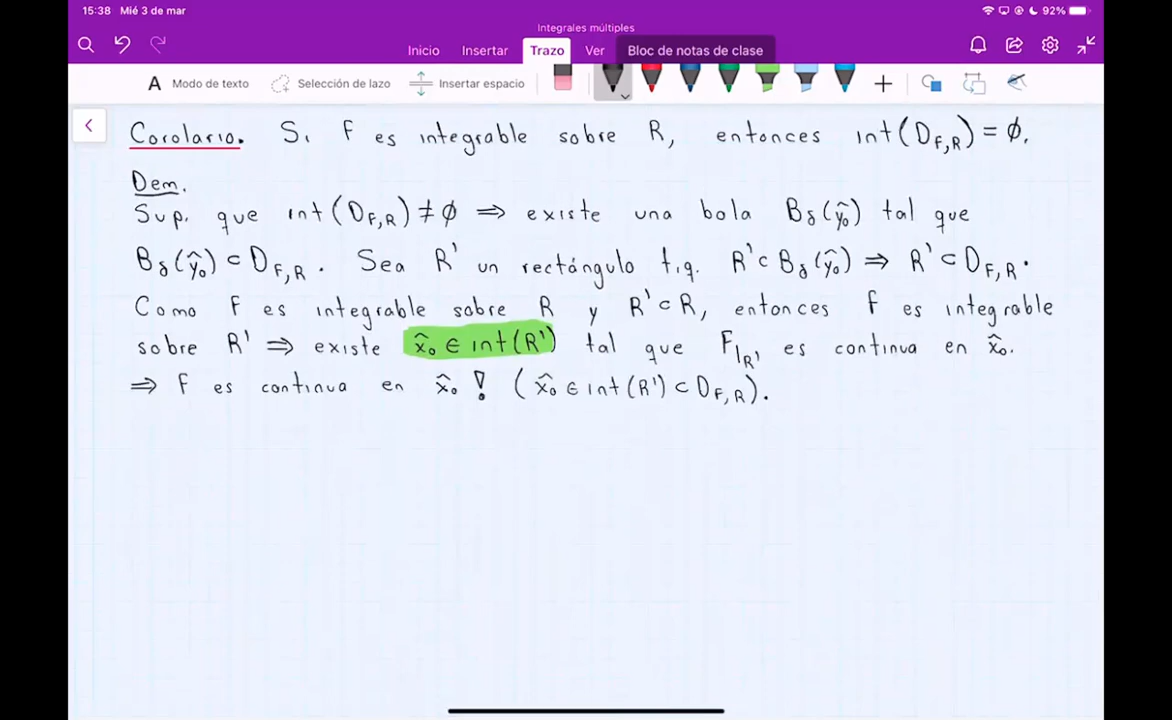 15:38 Mié 3 de mar
92%
Integrales múltiples
Inicio Insertar Trazo Ver Bloc de notas de clase
A Modo de texto Selección de lazo Insertar espacio
Corolario. Si f es integrable sobre R, entonces int(D_{f,R}) = ∅.
Dem.
Sup. que int(D_{f,R}) ≠ ∅ ⇒ existe una bola B_δ(ŷ₀) tal que
B_δ(ŷ₀) ⊂ D_{f,R}. Sea R' un rectángulo t.q. R' ⊂ B_δ(ŷ₀) ⇒ R' ⊂ D_{f,R}.
Como f es integrable sobre R y R' ⊂ R, entonces f es integrable
sobre R' ⇒ existe x̂₀ ∈ int(R') tal que f|_{R'} es continua en x̂₀.
⇒ f es continua en x̂₀ ! (x̂₀ ∈ int(R') ⊂ D_{f,R}).